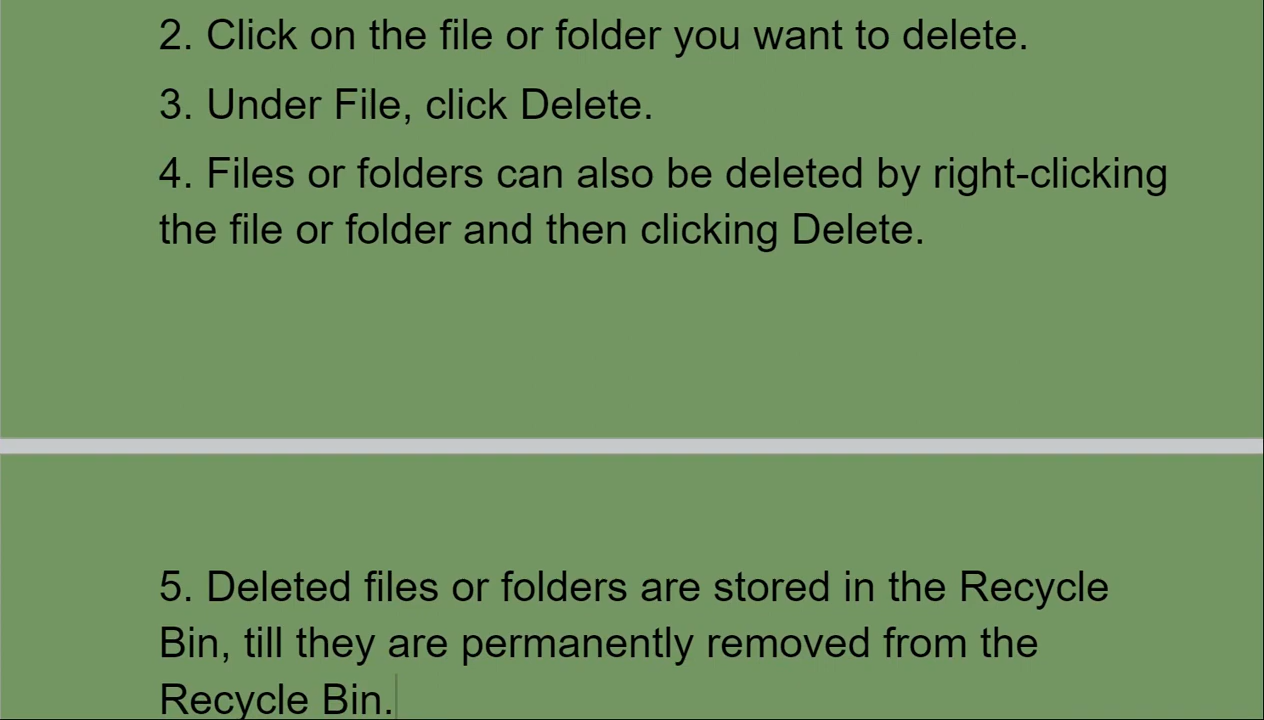 2. Click on the file or folder you want to delete.
3. Under File, click Delete.
4. Files or folders can also be deleted by right-clicking
the file or folder and then clicking Delete.
5. Deleted files or folders are stored in the Recycle
Bin, till they are permanently removed from the
Recycle Bin.